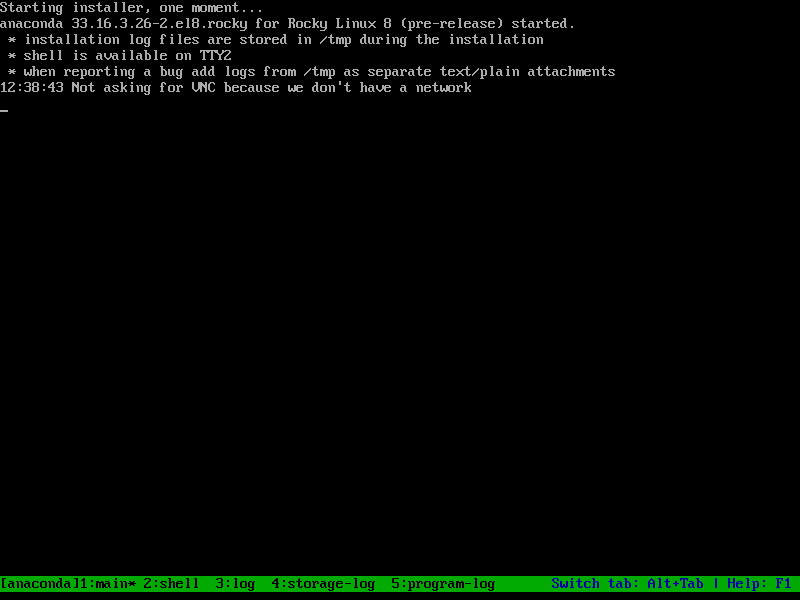 Starting installer, one moment...
anaconda 33.16.3.26-2.el8.rocky for Rocky Linux 8 (pre-release) started.
 * installation log files are stored in /tmp during the installation
 * shell is available on TTY2
 * when reporting a bug add logs from /tmp as separate text/plain attachments
12:38:43 Not asking for VNC because we don't have a network
[anaconda]1:main* 2:shell  3:log  4:storage-log  5:program-log       Switch tab: Alt+Tab | Help: F1